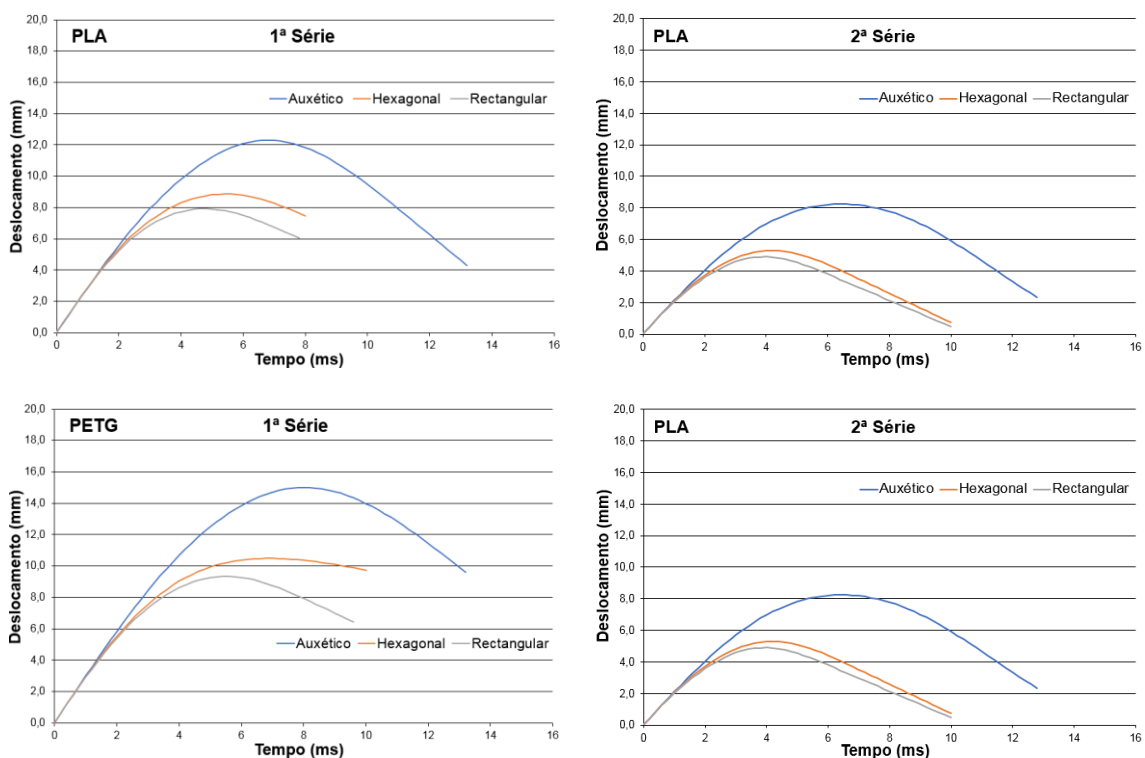 PLA 1ª Série
20,0
18,0
16,0
14,0
12,0
10,0
8,0
6,0
4,0
2,0
0,0
Deslocamento (mm)
Auxético Hexagonal Rectangular
0 2 4 6 8 10 12 14 16
Tempo (ms)
PLA 2ª Série
20,0
18,0
16,0
14,0
12,0
10,0
8,0
6,0
4,0
2,0
0,0
Deslocamento (mm)
Auxético Hexagonal Rectangular
0 2 4 6 8 10 12 14 16
Tempo (ms)
PETG 1ª Série
20,0
18,0
16,0
14,0
12,0
10,0
8,0
6,0
4,0
2,0
0,0
Deslocamento (mm)
Auxético Hexagonal Rectangular
0 2 4 6 8 10 12 14 16
Tempo (ms)
PLA 2ª Série
20,0
18,0
16,0
14,0
12,0
10,0
8,0
6,0
4,0
2,0
0,0
Deslocamento (mm)
Auxético Hexagonal Rectangular
0 2 4 6 8 10 12 14 16
Tempo (ms)